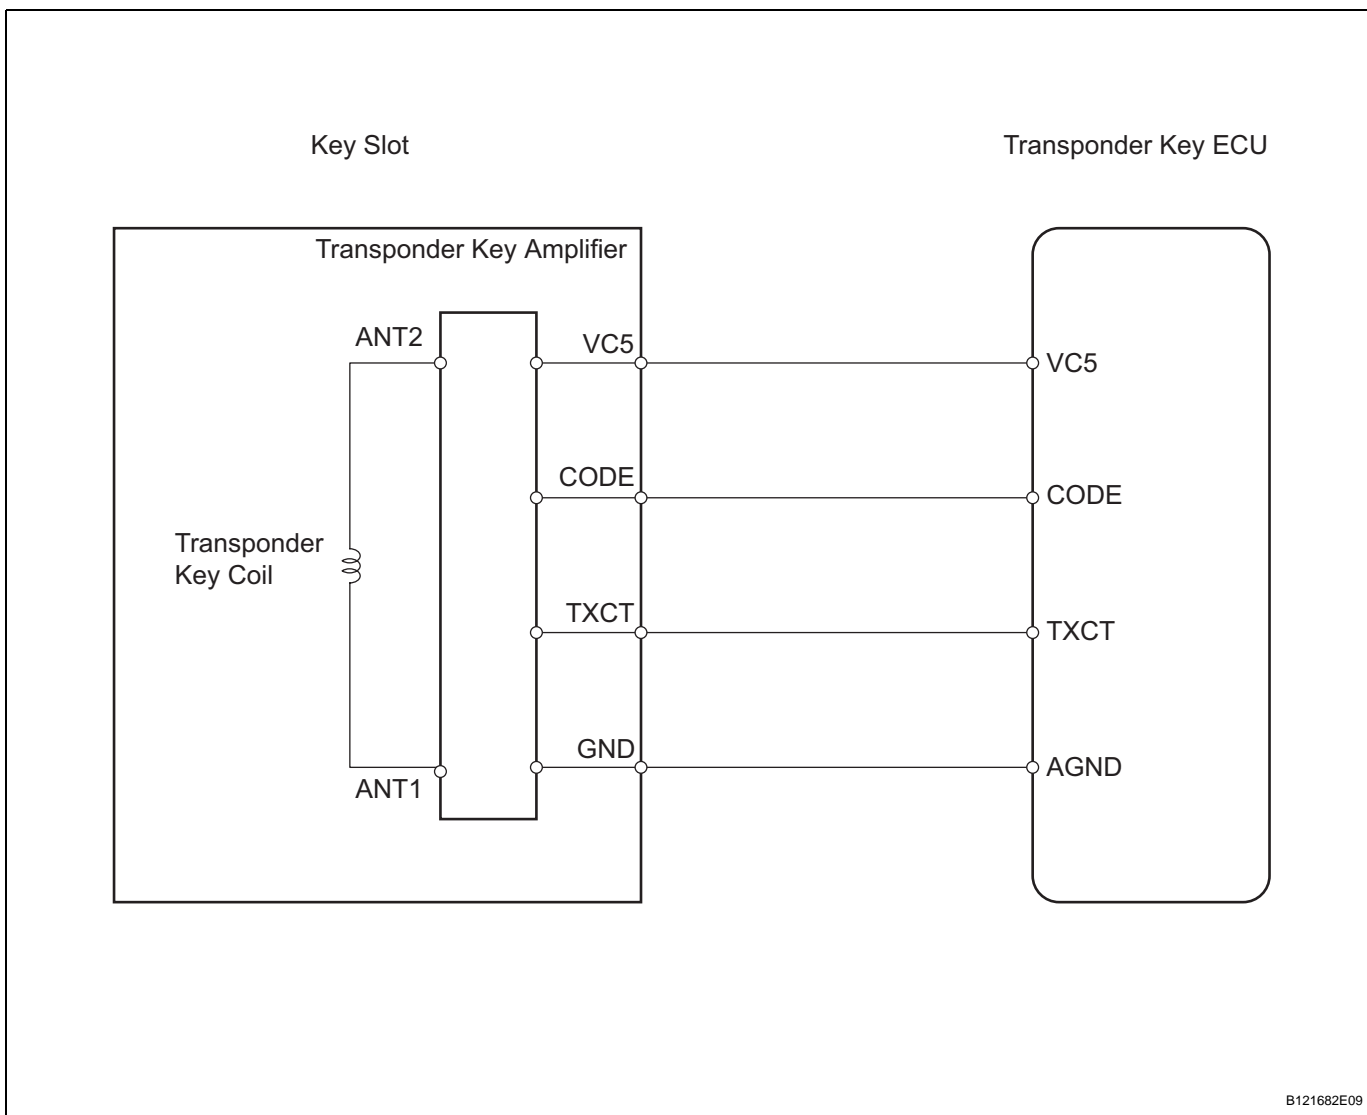 Key Slot
Transponder Key ECU
Transponder Key Amplifier
ANT2
VC5
VC5
CODE
CODE
Transponder
Key Coil
TXCT
TXCT
GND
AGND
ANT1
B121682E09